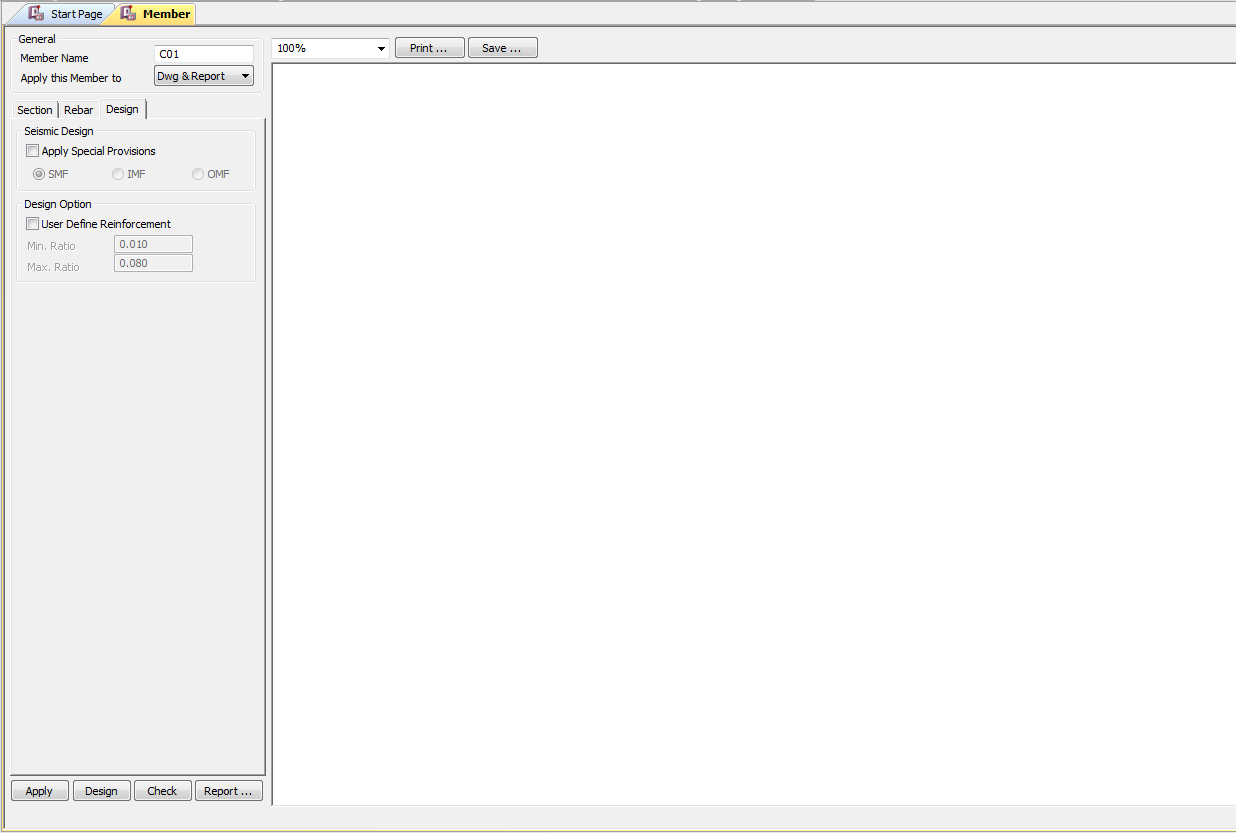 Start Page
Member
General
Member Name
C01
Apply this Member to
Dwg & Report
100%
Print ...
Save ...
Section
Rebar
Design
Seismic Design
Apply Special Provisions
SMF
IMF
OMF
Design Option
User Define Reinforcement
Min. Ratio
0.010
Max. Ratio
0.080
Apply
Design
Check
Report ...